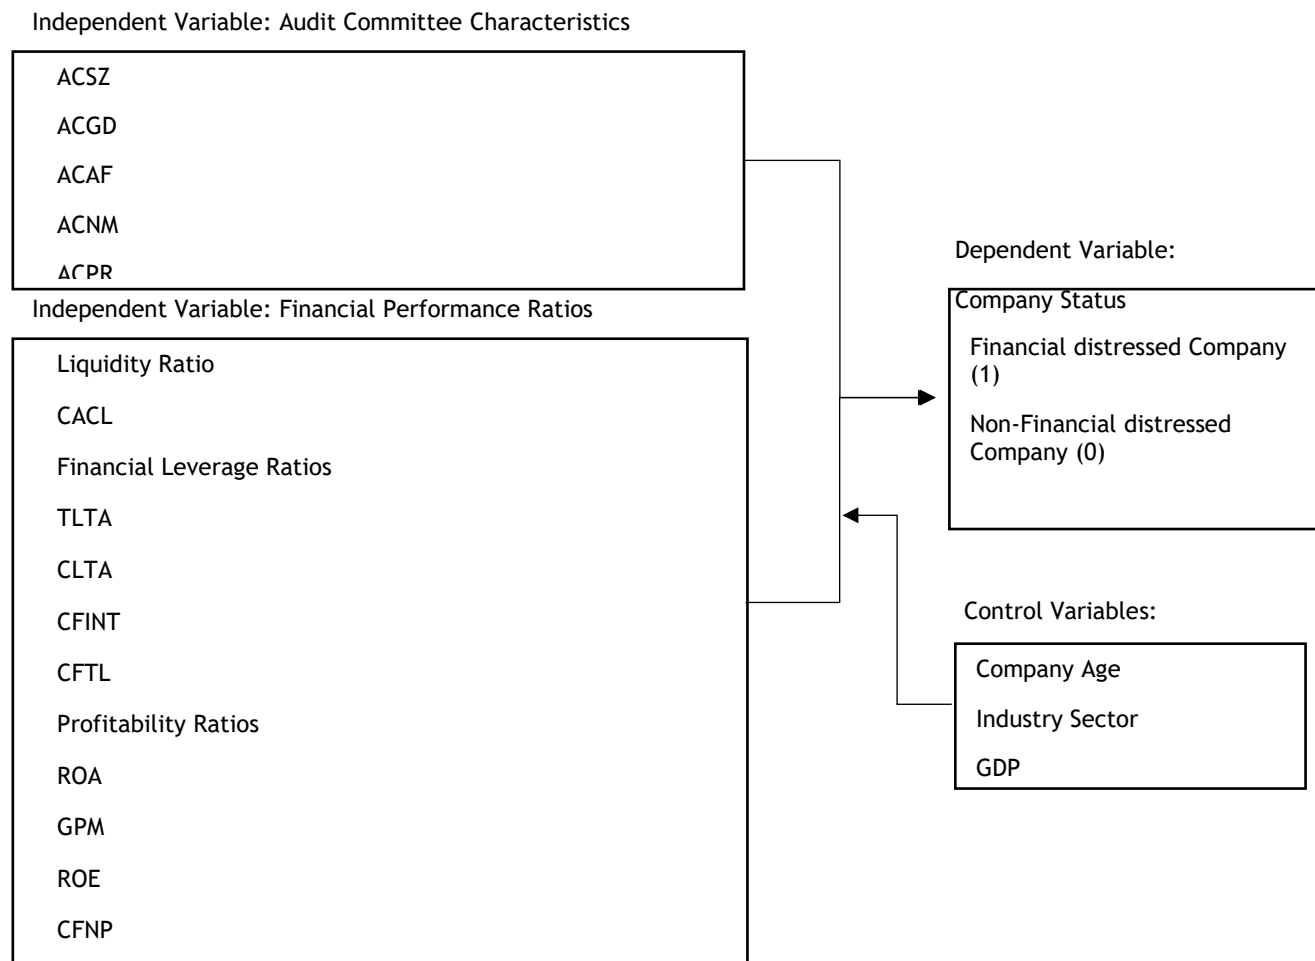 Independent Variable: Audit Committee Characteristics
ACSZ
ACGD
ACAF
ACNM
ACPR
Independent Variable: Financial Performance Ratios
Liquidity Ratio
CACL
Financial Leverage Ratios
TLTA
CLTA
CFINT
CFTL
Profitability Ratios
ROA
GPM
ROE
CFNP
Dependent Variable:
Company Status
Financial distressed Company
(1)
Non-Financial distressed
Company (0)
Control Variables:
Company Age
Industry Sector
GDP